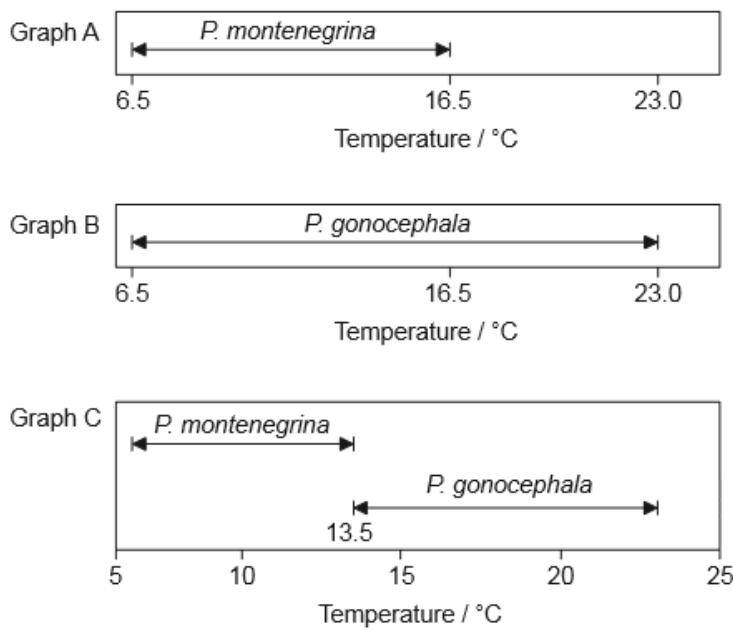 Graph A
P. montenegrina
6.5 16.5 23.0
Temperature / °C
Graph B
P. gonocephala
6.5 16.5 23.0
Temperature / °C
Graph C
P. montenegrina
P. gonocephala
13.5
5 10 15 20 25
Temperature / °C